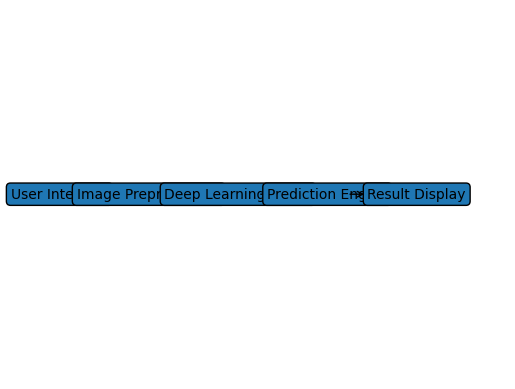 User Inte
Image Prepr
Deep Learning
Prediction Eng
Result Display